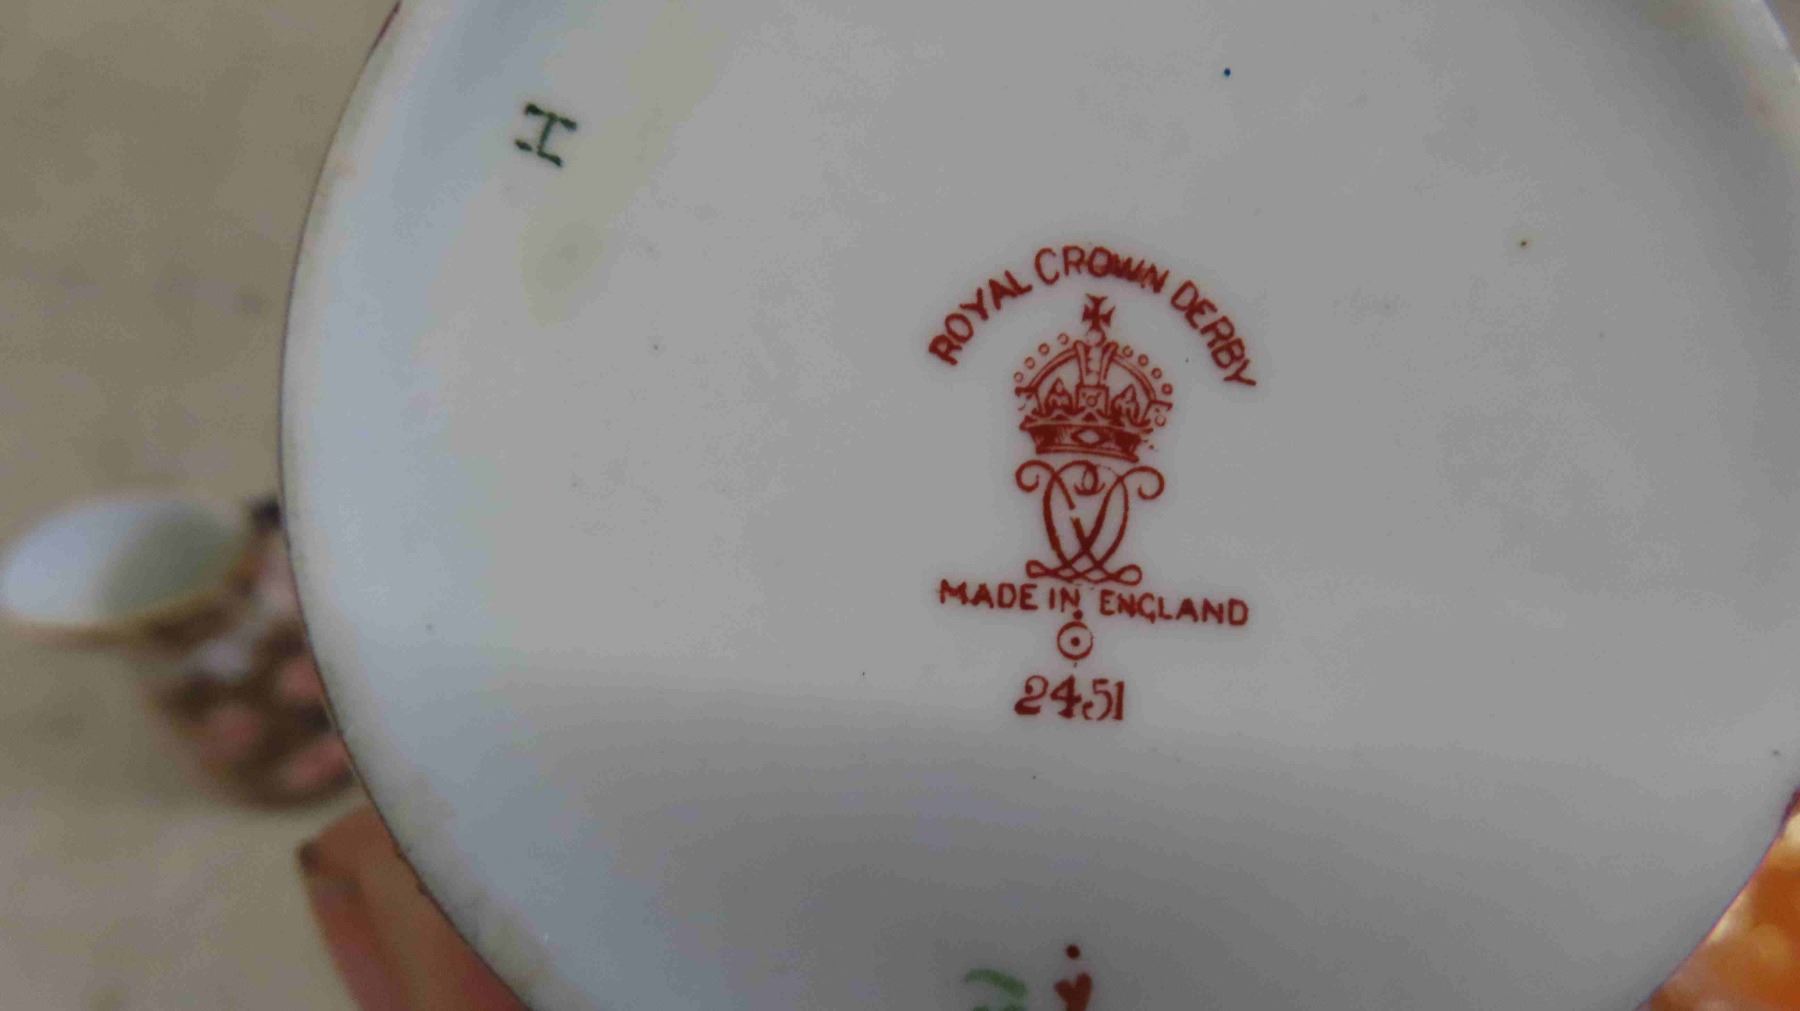 H
ROYAL CROWN DERBY
MADE IN ENGLAND
2451